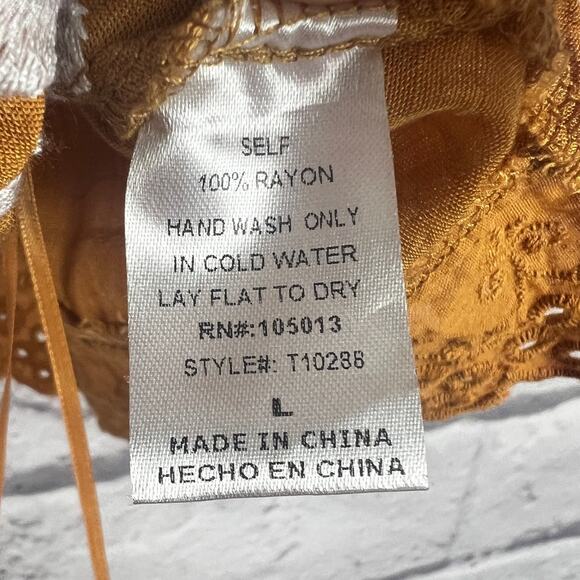 SELF
100% RAYON
HAND WASH ONLY
IN COLD WATER
LAY FLAT TO DRY
RN#:105013
STYLE#: T10288
L
MADE IN CHINA
HECHO EN CHINA